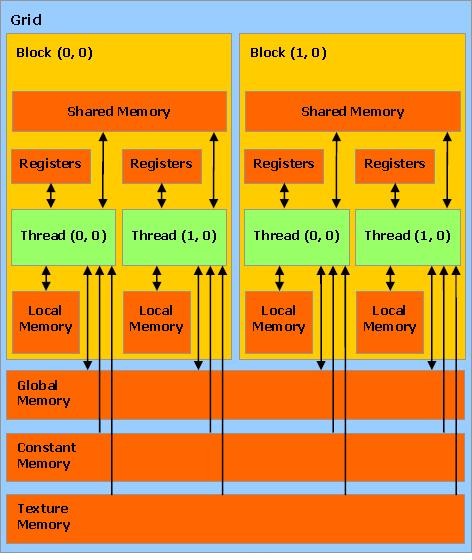 Grid
Block (0, 0)
Block (1, 0)
Shared Memory
Shared Memory
Registers
Registers
Registers
Registers
Thread (0, 0)
Thread (1, 0)
Thread (0, 0)
Thread (1, 0)
Local
Memory
Local
Memory
Local
Memory
Local
Memory
Global
Memory
Constant
Memory
Texture
Memory